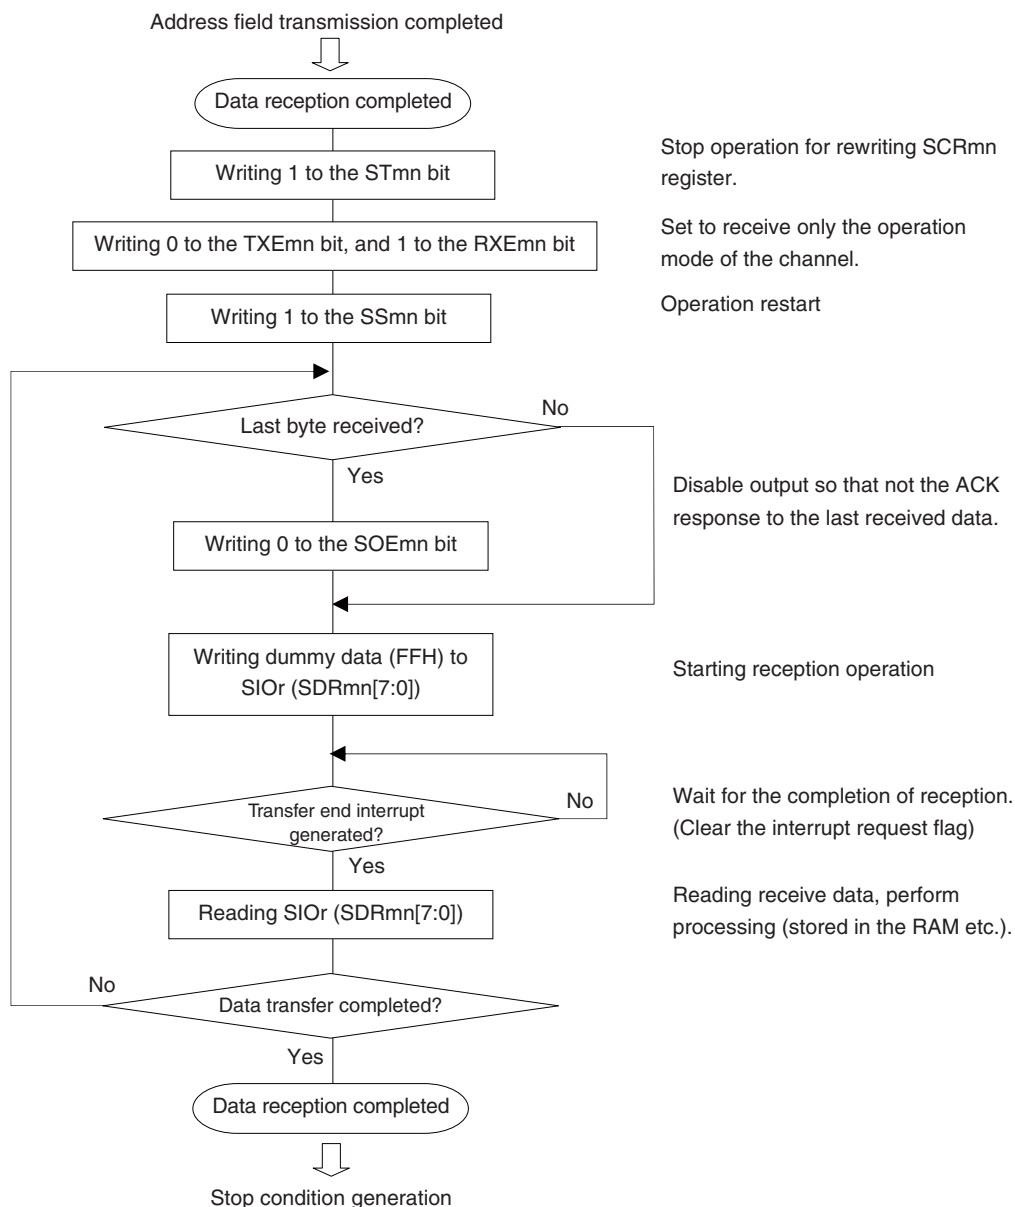 Address field transmission completed
Data reception completed
Writing 1 to the STmn bit
Stop operation for rewriting SCRmn
register.
Writing 0 to the TXEmn bit, and 1 to the RXEmn bit
Set to receive only the operation
mode of the channel.
Writing 1 to the SSmn bit
Operation restart
Last byte received?
No
Yes
Disable output so that not the ACK
response to the last received data.
Writing 0 to the SOEmn bit
Writing dummy data (FFH) to
SIOr (SDRmn[7:0])
Starting reception operation
Transfer end interrupt
generated?
No
Wait for the completion of reception.
(Clear the interrupt request flag)
Yes
Reading SIOr (SDRmn[7:0])
Reading receive data, perform
processing (stored in the RAM etc.).
No
Data transfer completed?
Yes
Data reception completed
Stop condition generation